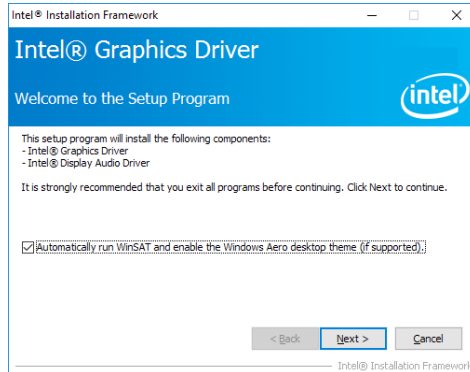 Intel® Installation Framework
Intel® Graphics Driver
Welcome to the Setup Program
intel
This setup program will install the following components:
- Intel® Graphics Driver
- Intel® Display Audio Driver
It is strongly recommended that you exit all programs before continuing. Click Next to continue.
Automatically run WinSAT and enable the Windows Aero desktop theme (if supported).
< Back
Next >
Cancel
Intel® Installation Framework